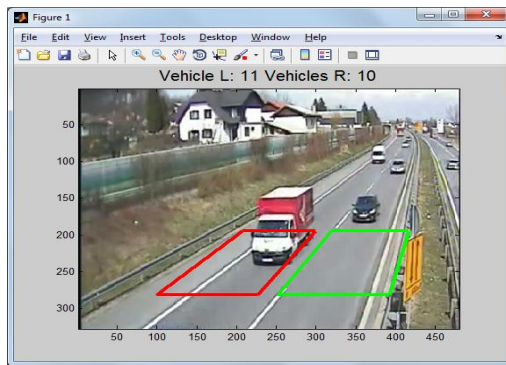 Figure 1
File Edit View Insert Tools Desktop Window Help
Vehicle L: 11 Vehicles R: 10
50
100
150
200
250
300
50 100 150 200 250 300 350 400 450